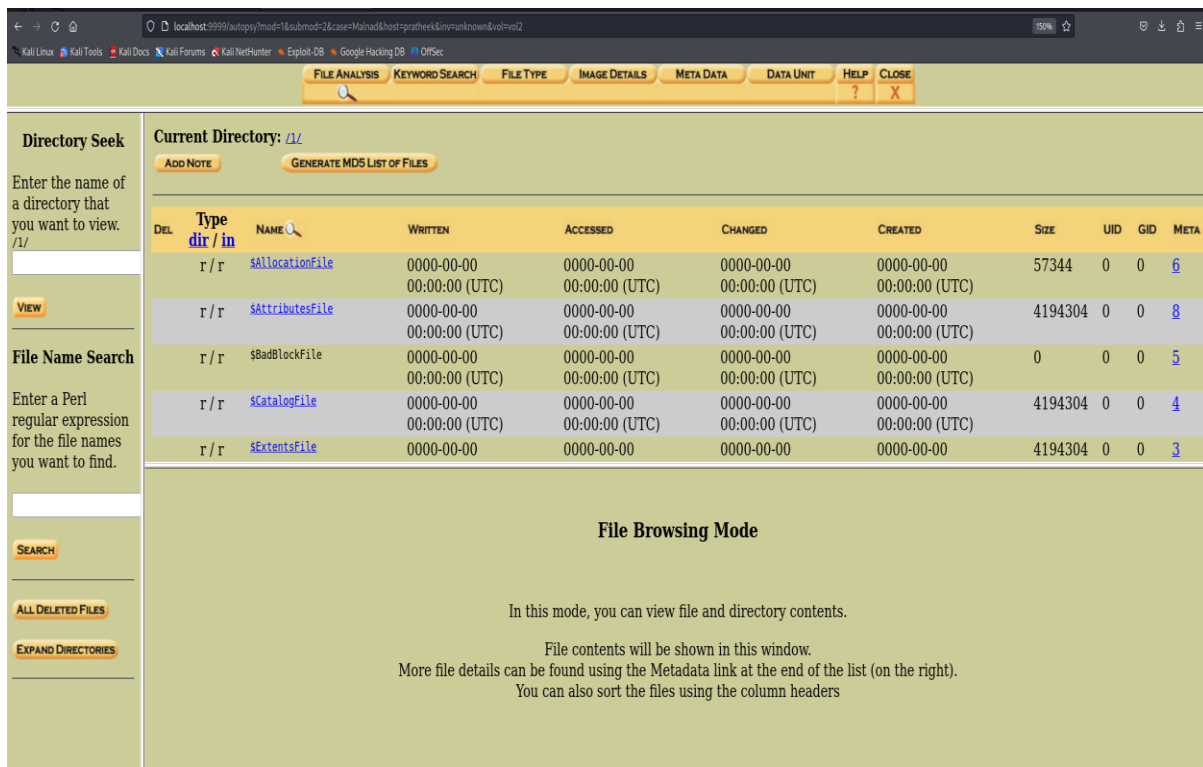 localhost:9999/autopsy?mod=1&submod=2&case=Malnad&host=pratheek&inv=unknown&vol=vol2
150%
Kali Linux Kali Tools Kali Docs Kali Forums Kali NetHunter Exploit-DB Google Hacking DB OffSec
FILE ANALYSIS KEYWORD SEARCH FILE TYPE IMAGE DETAILS META DATA DATA UNIT HELP CLOSE
? X
Directory Seek
Enter the name of
a directory that
you want to view.
/1/
VIEW
File Name Search
Enter a Perl
regular expression
for the file names
you want to find.
SEARCH
ALL DELETED FILES
EXPAND DIRECTORIES
Current Directory: /1/
ADD NOTE GENERATE MD5 LIST OF FILES
DEL Type NAME WRITTEN ACCESSED CHANGED CREATED SIZE UID GID META
dir / in
r / r $AllocationFile 0000-00-00 0000-00-00 0000-00-00 0000-00-00 57344 0 0 6
00:00:00 (UTC) 00:00:00 (UTC) 00:00:00 (UTC) 00:00:00 (UTC)
r / r $AttributesFile 0000-00-00 0000-00-00 0000-00-00 0000-00-00 4194304 0 0 8
00:00:00 (UTC) 00:00:00 (UTC) 00:00:00 (UTC) 00:00:00 (UTC)
r / r $BadBlockFile 0000-00-00 0000-00-00 0000-00-00 0000-00-00 0 0 0 5
00:00:00 (UTC) 00:00:00 (UTC) 00:00:00 (UTC) 00:00:00 (UTC)
r / r $CatalogFile 0000-00-00 0000-00-00 0000-00-00 0000-00-00 4194304 0 0 4
00:00:00 (UTC) 00:00:00 (UTC) 00:00:00 (UTC) 00:00:00 (UTC)
r / r $ExtentsFile 0000-00-00 0000-00-00 0000-00-00 0000-00-00 4194304 0 0 3
File Browsing Mode
In this mode, you can view file and directory contents.
File contents will be shown in this window.
More file details can be found using the Metadata link at the end of the list (on the right).
You can also sort the files using the column headers